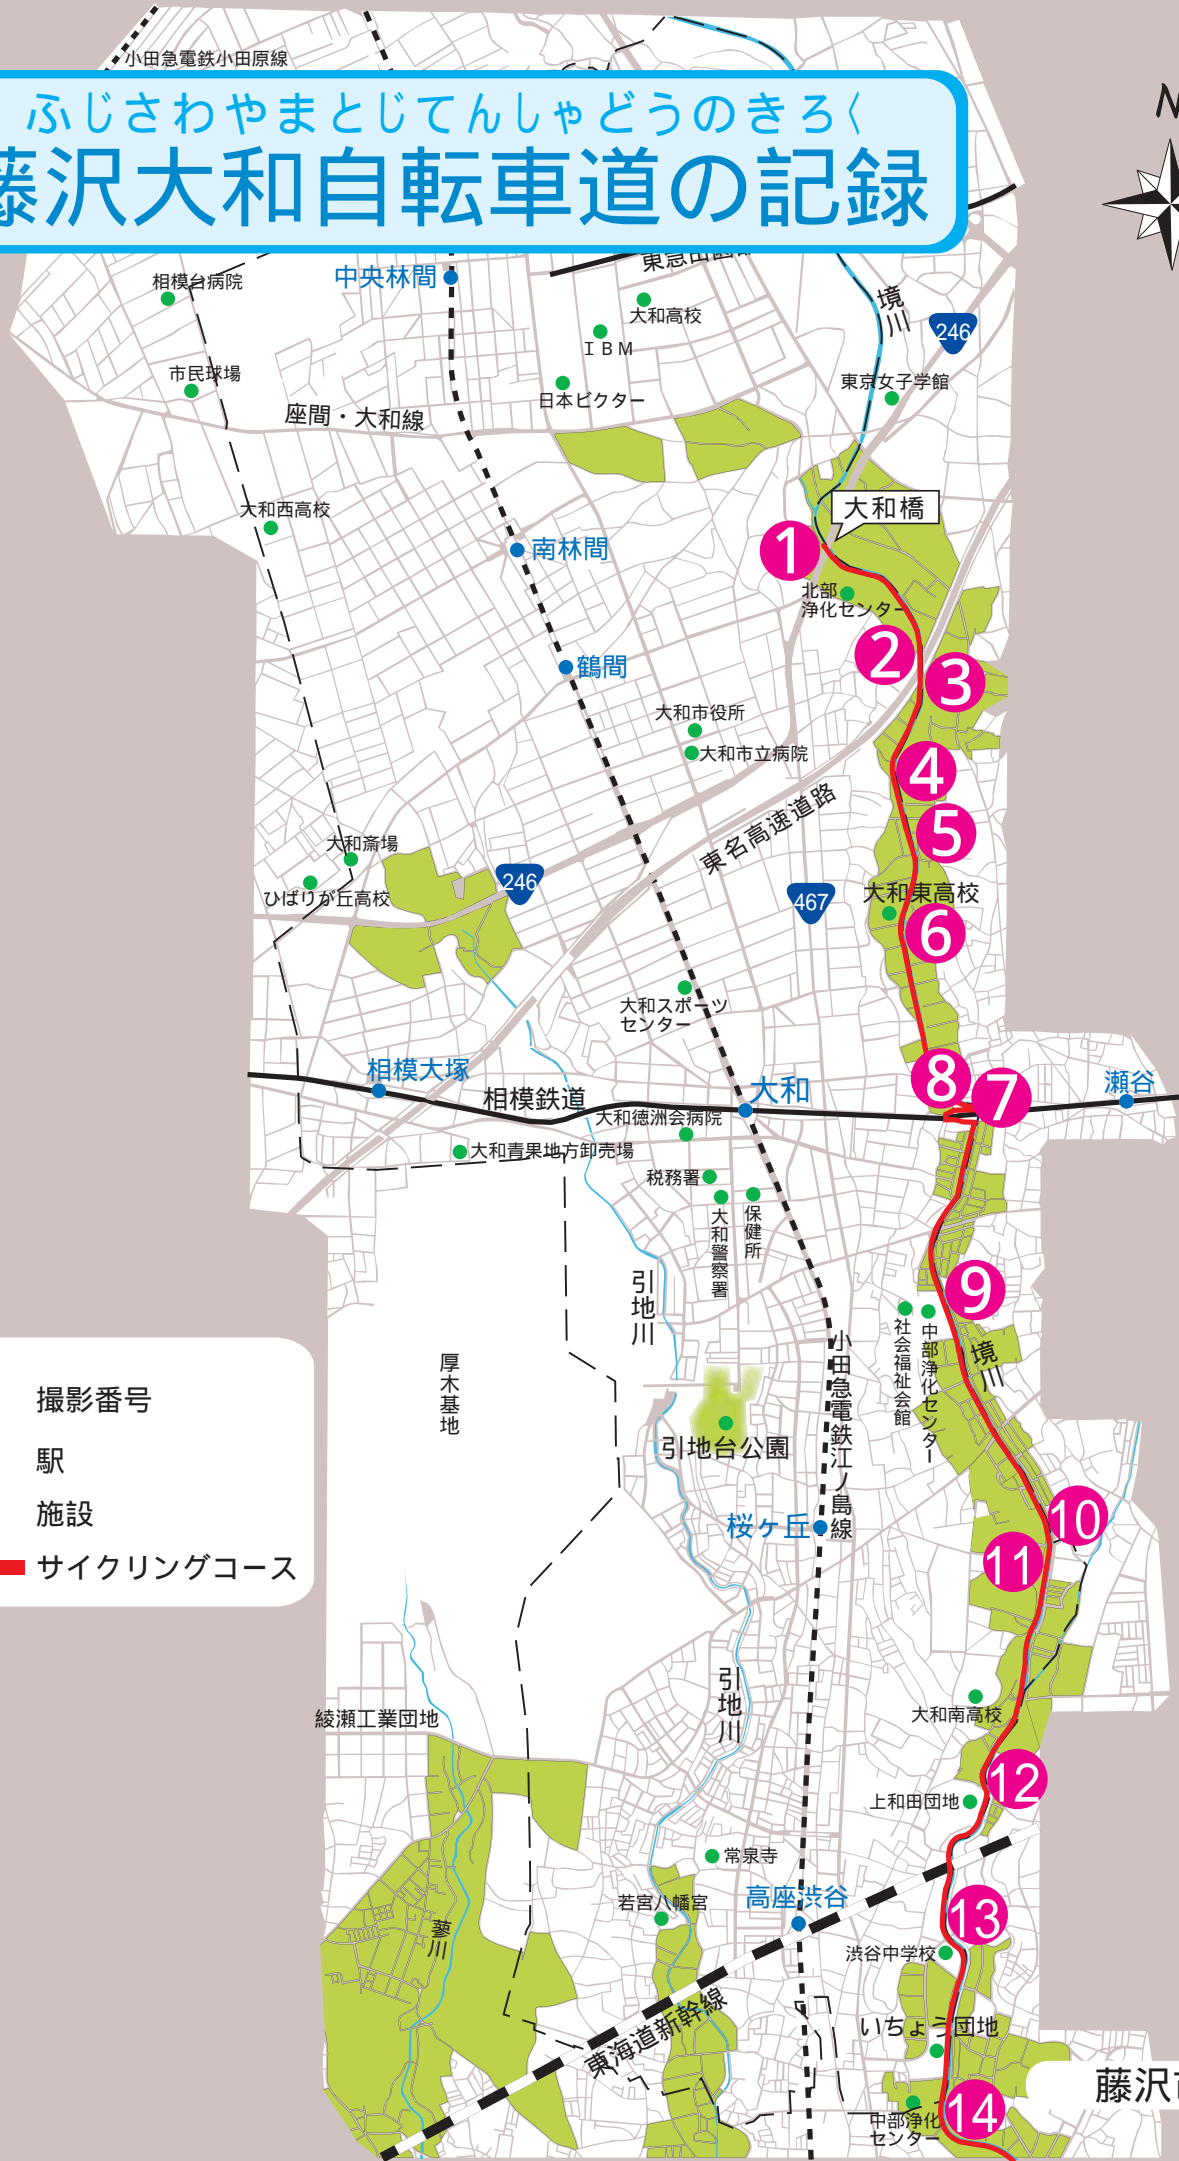 小田急電鉄小田原線
ふじさわやまとじてんしゃどうのきろく
藤沢大和自転車道の記録
N
東急田園都
相模台病院
中央林間
大和高校
IBM
境川
246
市民球場
日本ビクター
東京女子学館
座間・大和線
大和西高校
大和橋
南林間
1
北部
浄化センター
鶴間
2
3
大和市役所
大和市立病院
4
東名高速道路
5
大和斎場
ひばりが丘高校
246
467
大和東高校
6
大和スポーツ
センター
相模大塚
相模鉄道
大和
8
7
瀬谷
大和徳洲会病院
大和青果地方卸売場
税務署
大和警察署
保健所
引地川
9
社会福祉会館
中部浄化センター
境川
小田急電鉄江ノ島線
厚木基地
撮影番号
駅
施設
サイクリングコース
引地台公園
桜ヶ丘
10
11
引地川
綾瀬工業団地
大和南高校
12
上和田団地
常泉寺
若宮八幡宮
高座渋谷
13
渋谷中学校
蓼川
東海道新幹線
いちょう団地
藤沢市
14
中部浄化
センター